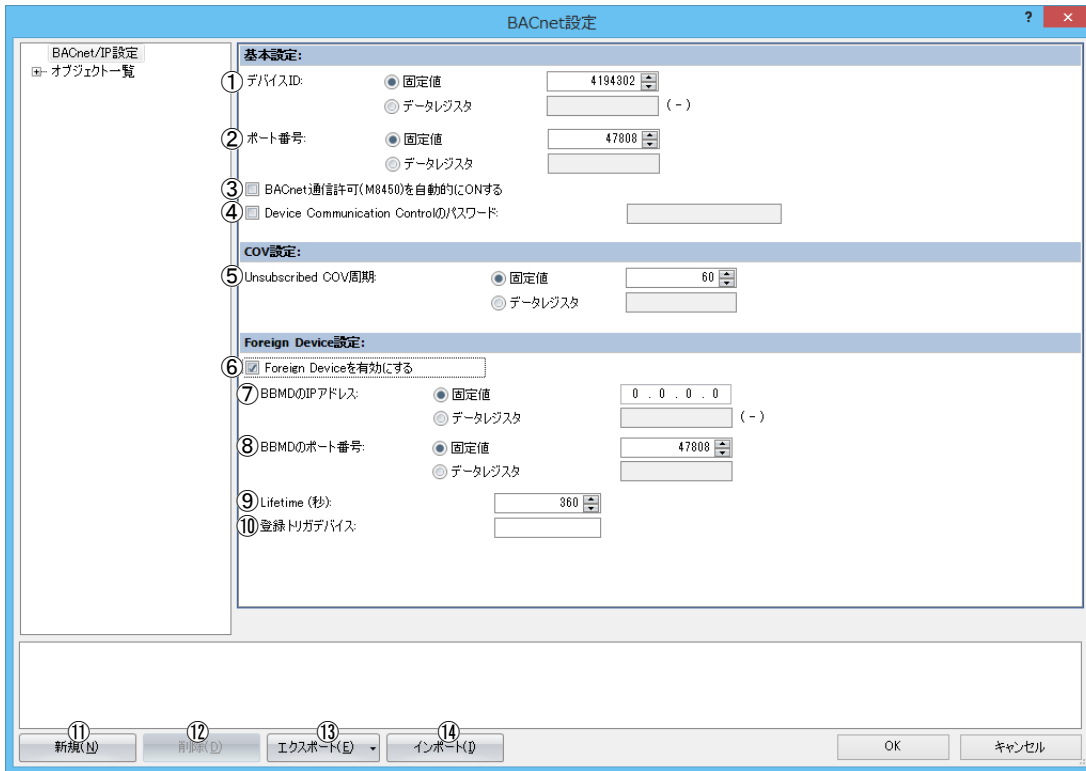 BACnet設定
? ×
BACnet/IP設定
オブジェクト一覧
基本設定:
① デバイスID: 固定値 4194302
データレジスタ (-)
② ポート番号: 固定値 47808
データレジスタ
③ BACnet通信許可(M8450)を自動的にONする
④ Device Communication Controlのパスワード:
COV設定:
⑤ Unsubscribed COV周期: 固定値 60
データレジスタ
Foreign Device設定:
⑥ Foreign Deviceを有効にする
⑦ BBMDのIPアドレス: 固定値 0 . 0 . 0 . 0
データレジスタ (-)
⑧ BBMDのポート番号: 固定値 47808
データレジスタ
⑨ Lifetime (秒): 360
⑩ 登録トリガデバイス:
⑪ ⑫ ⑬ ⑭
新規(N) 削除(D) エクスポート(E) インポート(I) OK キャンセル